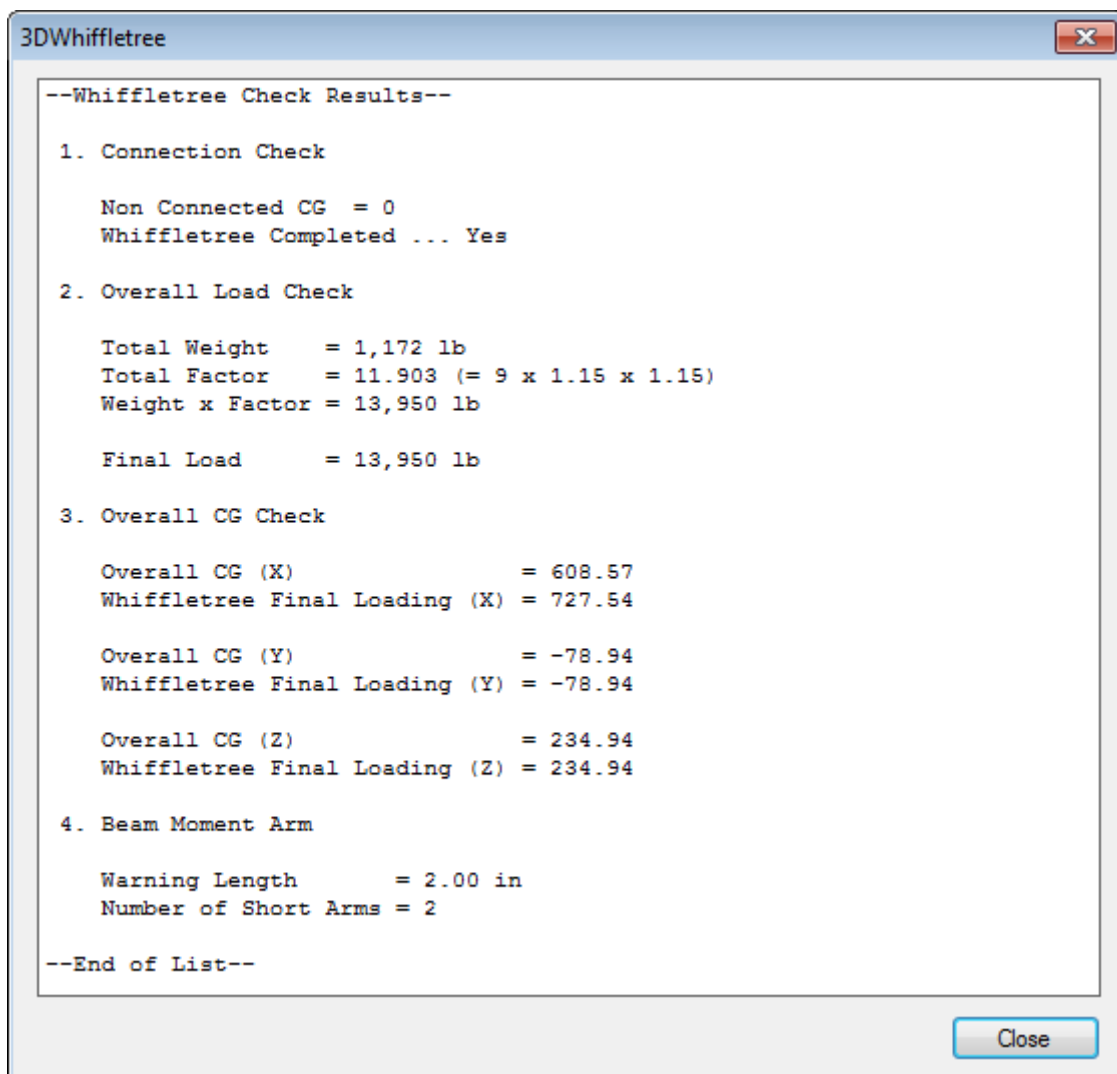 3DWhiffletree
--Whiffletree Check Results--
1. Connection Check
Non Connected CG  = 0
Whiffletree Completed ... Yes
2. Overall Load Check
Total Weight    = 1,172 lb
Total Factor    = 11.903 (= 9 x 1.15 x 1.15)
Weight x Factor = 13,950 lb
Final Load      = 13,950 lb
3. Overall CG Check
Overall CG (X)                = 608.57
Whiffletree Final Loading (X) = 727.54
Overall CG (Y)                = -78.94
Whiffletree Final Loading (Y) = -78.94
Overall CG (Z)                = 234.94
Whiffletree Final Loading (Z) = 234.94
4. Beam Moment Arm
Warning Length       = 2.00 in
Number of Short Arms = 2
--End of List--
Close